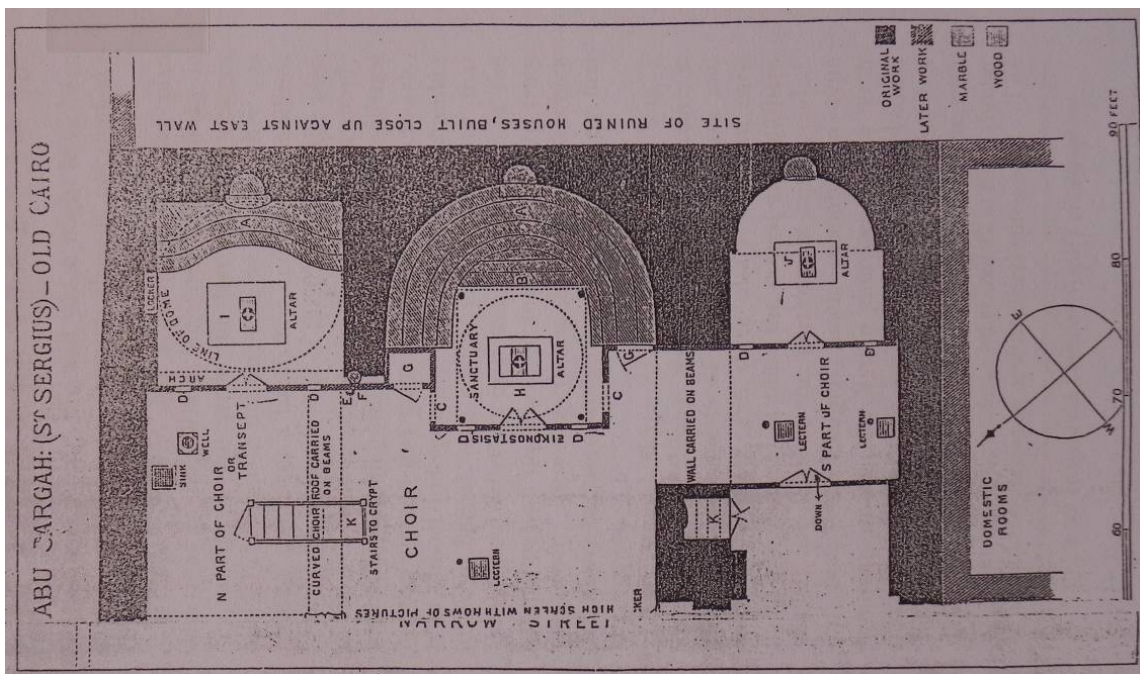 ABU SARGAH: (ST SERGIUS) – OLD CAIRO
SITE OF RUINED HOUSES, BUILT CLOSE UP AGAINST EAST WALL
ORIGINAL WORK
LATER WORK
MARBLE
WOOD
LOCKER
LINE OF DOME
A
I
ALTAR
ARCH
D
D
E
F
G
SINK
WELL
N PART OF CHOIR
OR
TRANSEPT
CURVED CHOIR ROOF CARRIED
ON BEAMS
K
STAIRS TO CRYPT
CHOIR
LECTERN
A
B
SANCTUARY
H
ALTAR
C
C
D
EIKONOSTASIS
D
G
WALL CARRIED ON BEAMS
K
J
ALTAR
D
LECTERN
LECTERN
S PART OF CHOIR
DOWN
HIGH SCREEN WITH ROWS OF PICTURES
NARROW STREET
DOMESTIC
ROOMS
E
W
60
70
80
90 FEET